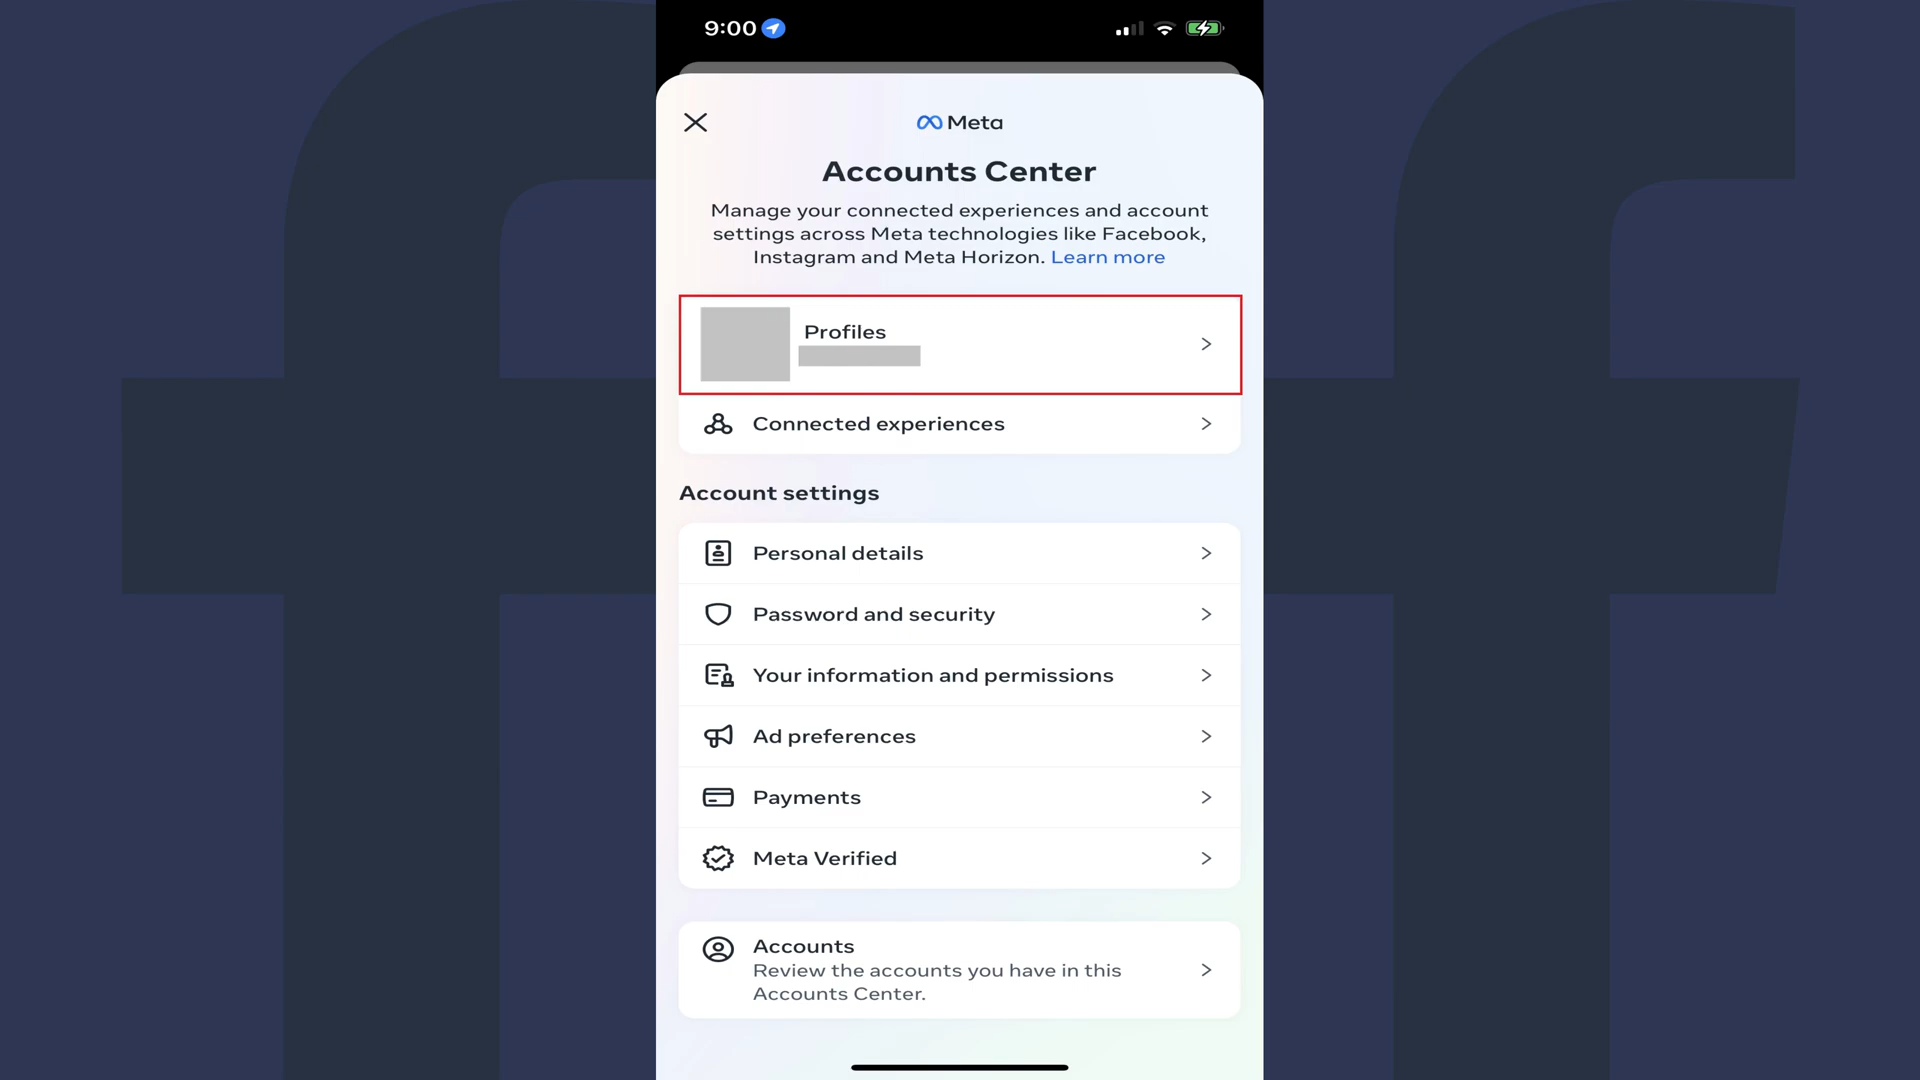 9:00
Meta
Accounts Center
Manage your connected experiences and account
settings across Meta technologies like Facebook,
Instagram and Meta Horizon. Learn more
Profiles
Connected experiences
Account settings
Personal details
Password and security
Your information and permissions
Ad preferences
Payments
Meta Verified
Accounts
Review the accounts you have in this
Accounts Center.